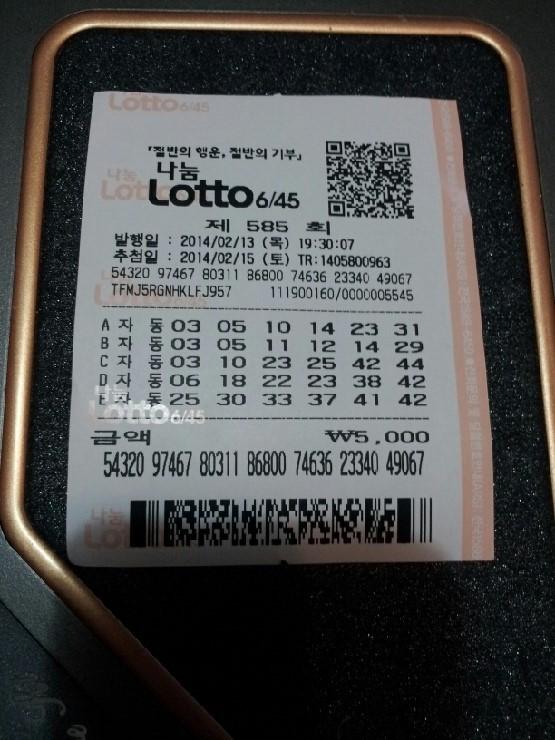 Lotto6/45
「절반의 행운, 절반의 기부」
나눔
Lotto 6/45
제 585 회
발행일 : 2014/02/13 (목) 19:30:07
추첨일 : 2014/02/15 (토) TR:1405800963
54320 97467 80311 86800 74636 23340 49067
TFMJ5RGNHKLFJ957 111900160/0000005545
A 자 동 03 05 10 14 23 31
B 자 동 03 05 11 12 14 29
C 자 동 03 10 23 25 42 44
D 자 동 06 18 22 23 38 42
E 자 동 25 30 33 37 41 42
나눔
Lotto 6/45
금액 ₩5,000
54320 97467 80311 86800 74636 23340 49067
나눔